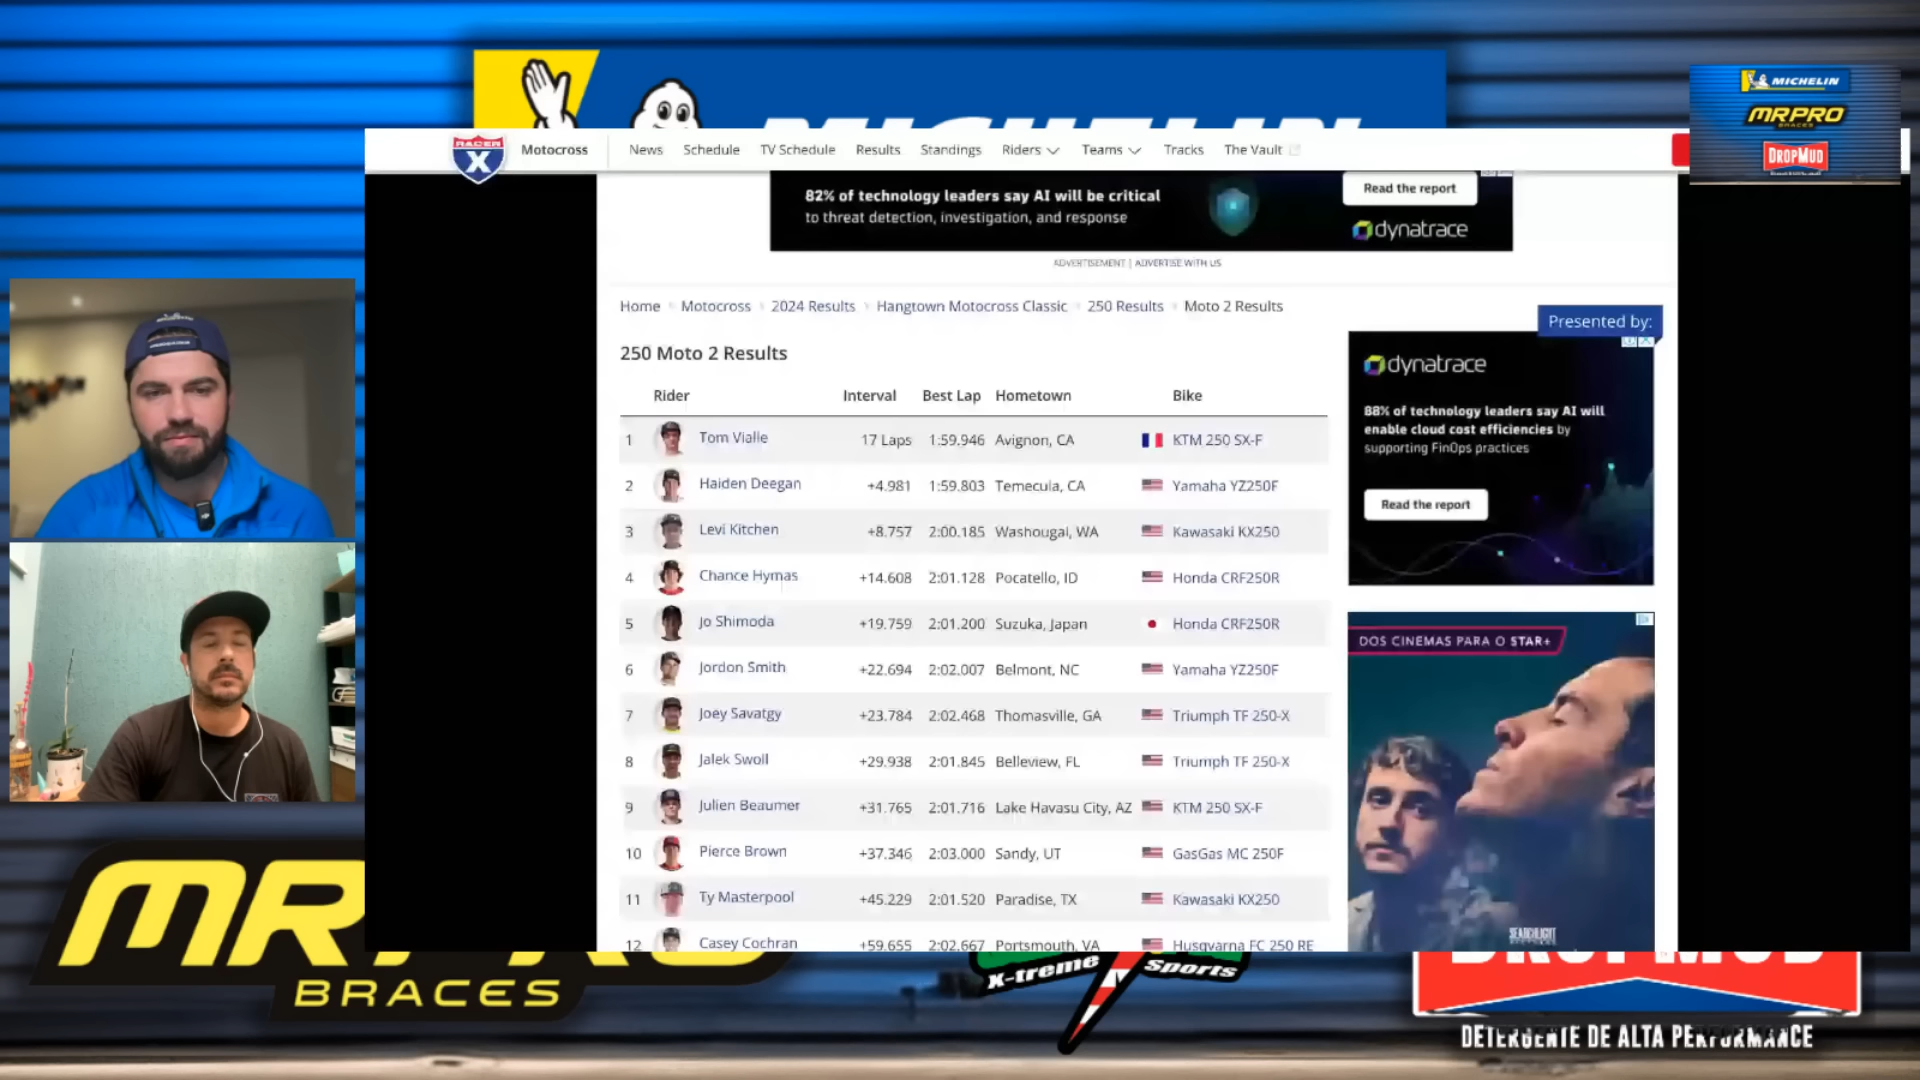 RACER X
Motocross
News
Schedule
TV Schedule
Results
Standings
Riders
Teams
Tracks
The Vault
MICHELIN
MRPRO
BRACES
DROPMUD
82% of technology leaders say AI will be critical
to threat detection, investigation, and response
Read the report
dynatrace
ADVERTISEMENT | ADVERTISE WITH US
Home
Motocross
2024 Results
Hangtown Motocross Classic
250 Results
Moto 2 Results
Presented by:
250 Moto 2 Results
Rider Interval Best Lap Hometown Bike
1 Tom Vialle 17 Laps 1:59.946 Avignon, CA KTM 250 SX-F
2 Haiden Deegan +4.981 1:59.803 Temecula, CA Yamaha YZ250F
3 Levi Kitchen +8.757 2:00.185 Washougal, WA Kawasaki KX250
4 Chance Hymas +14.608 2:01.128 Pocatello, ID Honda CRF250R
5 Jo Shimoda +19.759 2:01.200 Suzuka, Japan Honda CRF250R
6 Jordon Smith +22.694 2:02.007 Belmont, NC Yamaha YZ250F
7 Joey Savatgy +23.784 2:02.468 Thomasville, GA Triumph TF 250-X
8 Jalek Swoll +29.938 2:01.845 Belleview, FL Triumph TF 250-X
9 Julien Beaumer +31.765 2:01.716 Lake Havasu City, AZ KTM 250 SX-F
10 Pierce Brown +37.346 2:03.000 Sandy, UT GasGas MC 250F
11 Ty Masterpool +45.229 2:01.520 Paradise, TX Kawasaki KX250
12 Casey Cochran +59.655 2:02.667 Portsmouth, VA Husqvarna FC 250 RE
dynatrace
88% of technology leaders say AI will
enable cloud cost efficiencies by
supporting FinOps practices
Read the report
DOS CINEMAS PARA O STAR+
SEARCHLIGHT
MRPRO
BRACES
X-treme Sports
DROPMUD
DETERGENTE DE ALTA PERFORMANCE